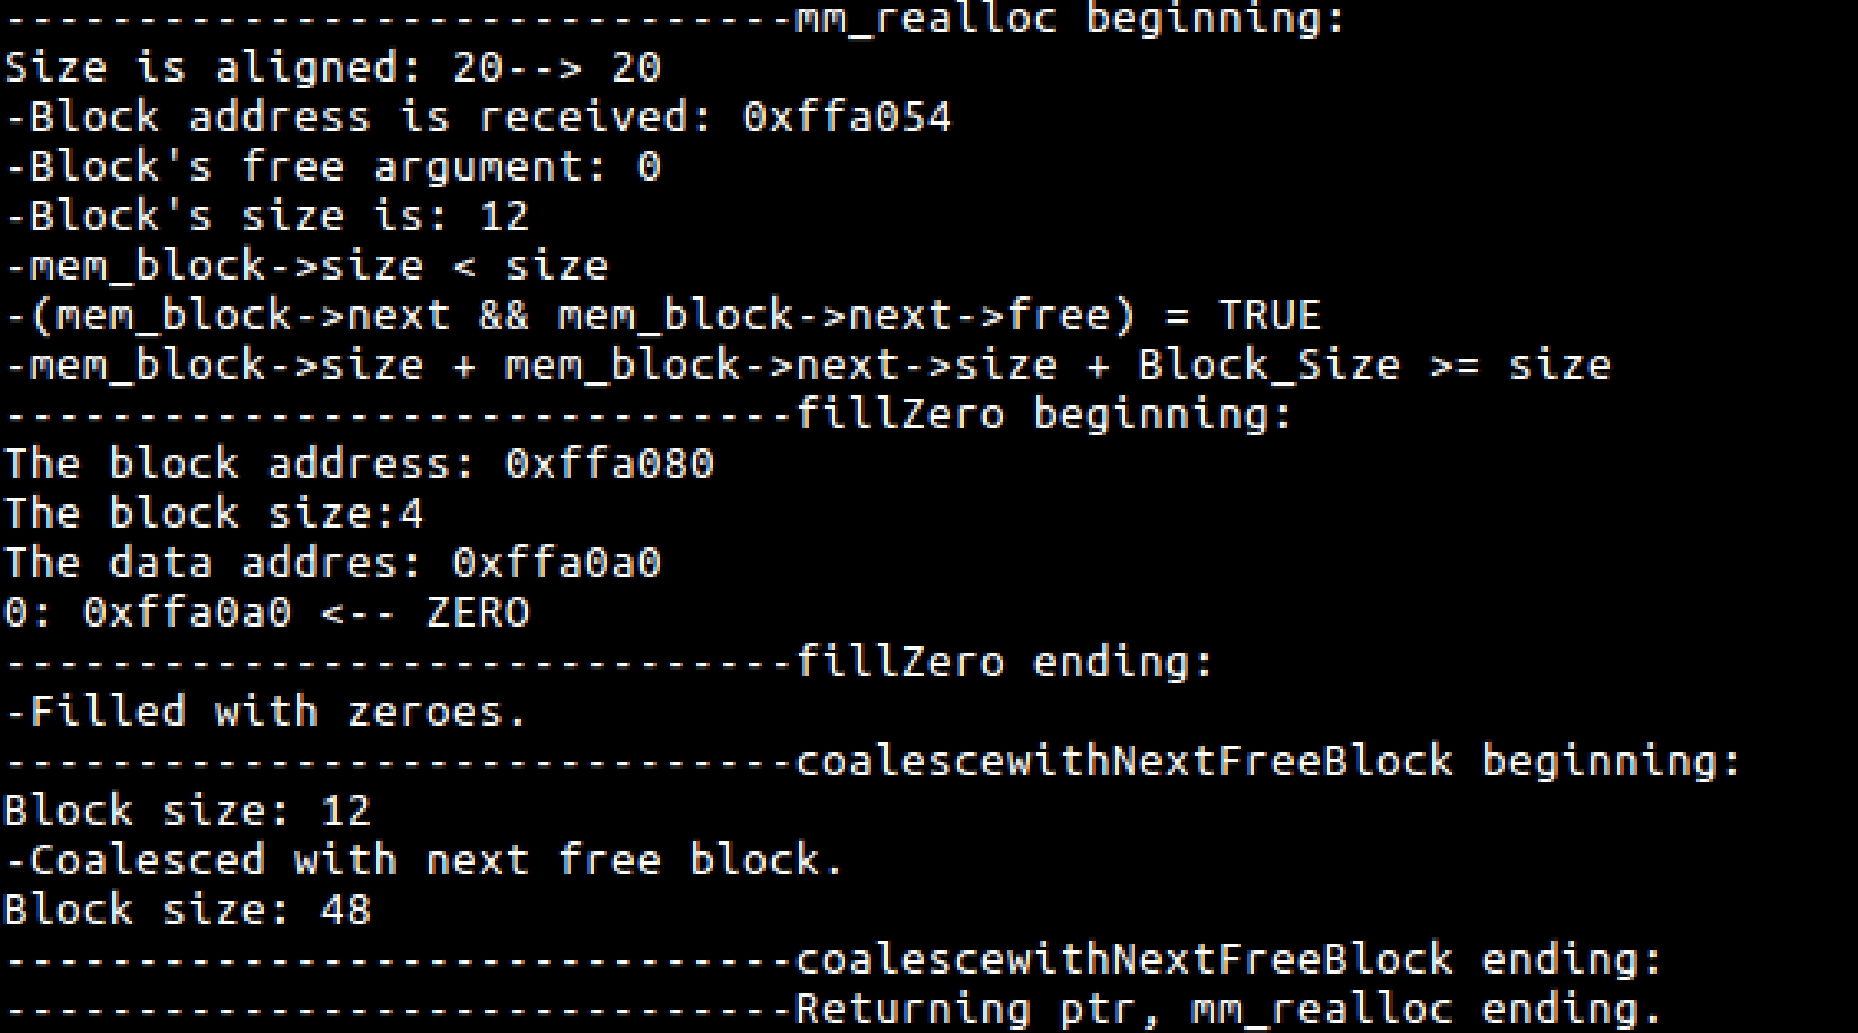 ------------------------------mm_realloc beginning:
Size is aligned: 20--> 20
-Block address is received: 0xffa054
-Block's free argument: 0
-Block's size is: 12
-mem_block->size < size
-(mem_block->next && mem_block->next->free) = TRUE
-mem_block->size + mem_block->next->size + Block_Size >= size
------------------------------fillZero beginning:
The block address: 0xffa080
The block size:4
The data addres: 0xffa0a0
0: 0xffa0a0 <-- ZERO
------------------------------fillZero ending:
-Filled with zeroes.
------------------------------coalescewithNextFreeBlock beginning:
Block size: 12
-Coalesced with next free block.
Block size: 48
------------------------------coalescewithNextFreeBlock ending:
------------------------------Returning ptr, mm_realloc ending.